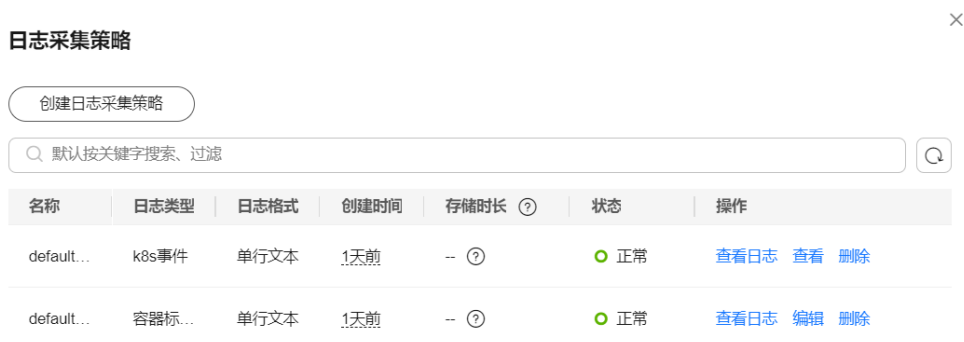 日志采集策略
创建日志采集策略
默认按关键字搜索、过滤
名称 日志类型 日志格式 创建时间 存储时长 ? 状态 操作
default... k8s事件 单行文本 1天前 -- ? 正常 查看日志 查看 删除
default... 容器标... 单行文本 1天前 -- ? 正常 查看日志 编辑 删除